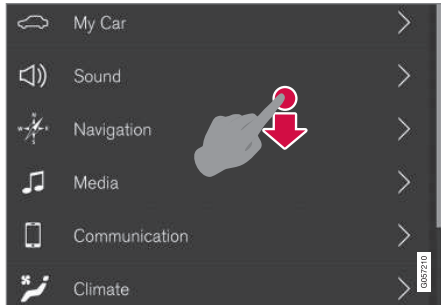 My Car
Sound
Navigation
Media
Communication
Climate
G057210